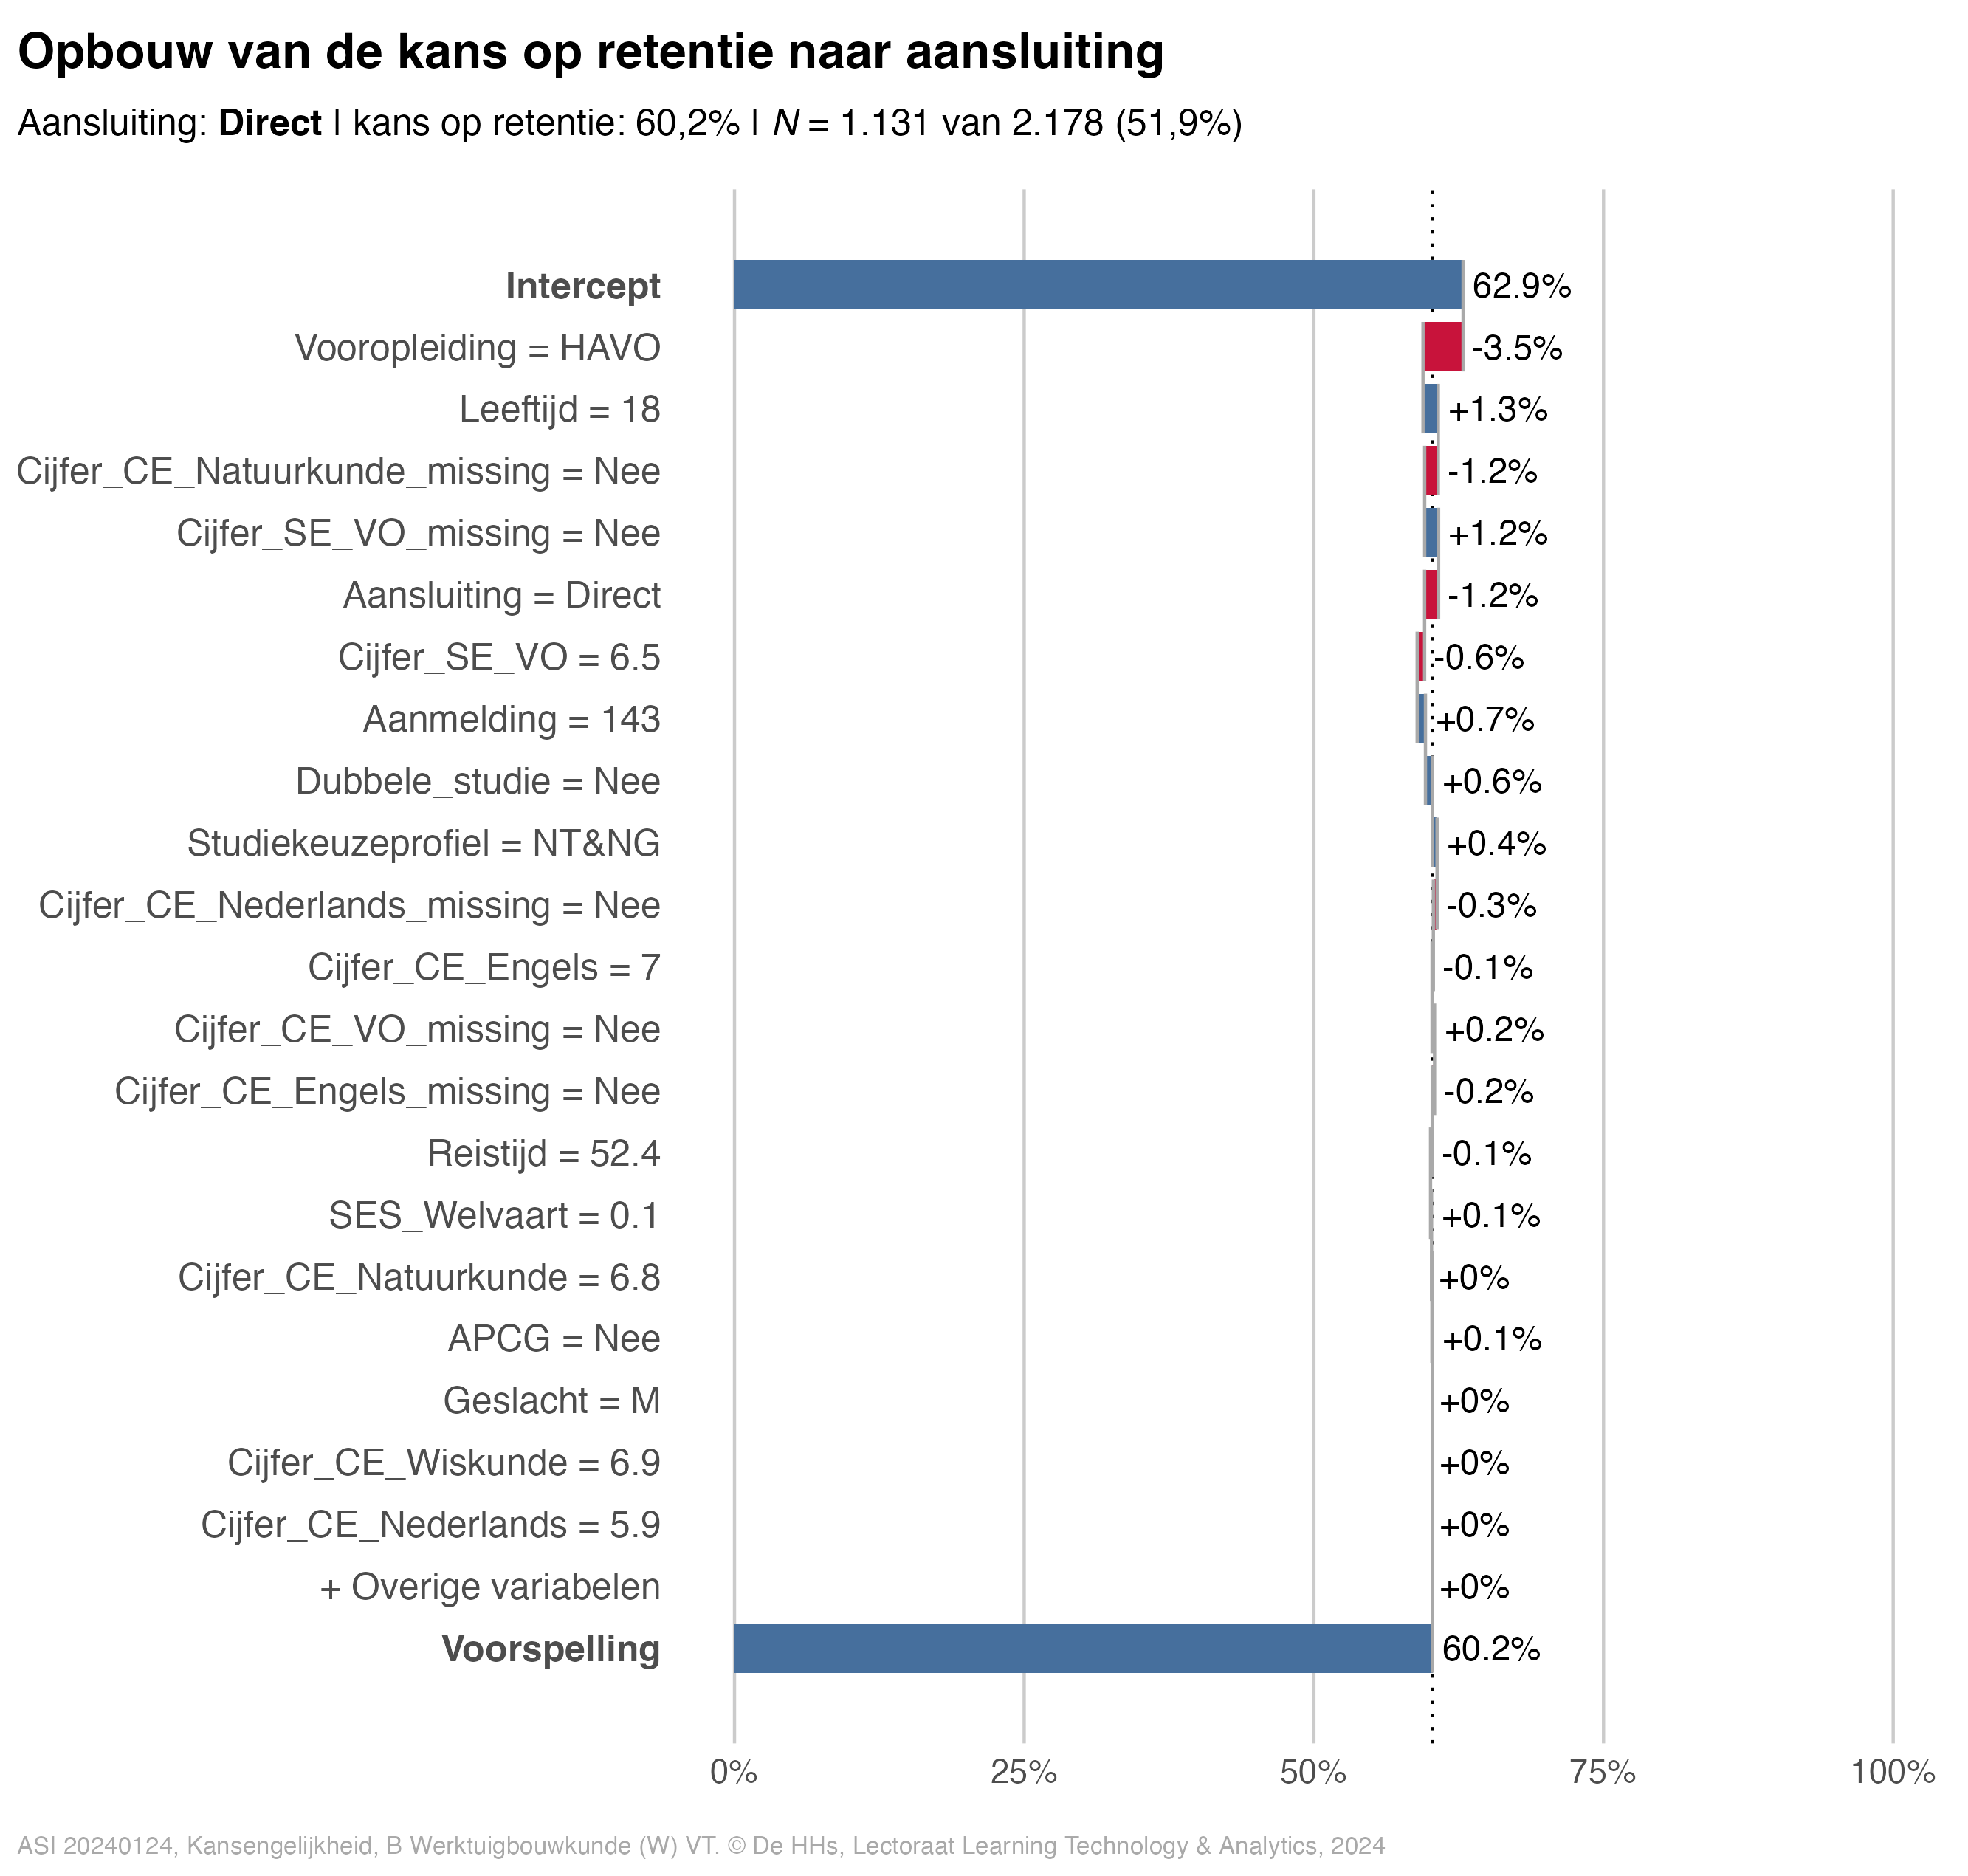 Opbouw van de kans op retentie naar aansluiting
Aansluiting: Direct | kans op retentie: 60,2% | N = 1.131 van 2.178 (51,9%)
Intercept 62.9%
Vooropleiding = HAVO -3.5%
Leeftijd = 18 +1.3%
Cijfer_CE_Natuurkunde_missing = Nee -1.2%
Cijfer_SE_VO_missing = Nee +1.2%
Aansluiting = Direct -1.2%
Cijfer_SE_VO = 6.5 -0.6%
Aanmelding = 143 +0.7%
Dubbele_studie = Nee +0.6%
Studiekeuzeprofiel = NT&NG +0.4%
Cijfer_CE_Nederlands_missing = Nee -0.3%
Cijfer_CE_Engels = 7 -0.1%
Cijfer_CE_VO_missing = Nee +0.2%
Cijfer_CE_Engels_missing = Nee -0.2%
Reistijd = 52.4 -0.1%
SES_Welvaart = 0.1 +0.1%
Cijfer_CE_Natuurkunde = 6.8 +0%
APCG = Nee +0.1%
Geslacht = M +0%
Cijfer_CE_Wiskunde = 6.9 +0%
Cijfer_CE_Nederlands = 5.9 +0%
+ Overige variabelen +0%
Voorspelling 60.2%
0% 25% 50% 75% 100%
ASI 20240124, Kansengelijkheid, B Werktuigbouwkunde (W) VT. © De HHs, Lectoraat Learning Technology & Analytics, 2024